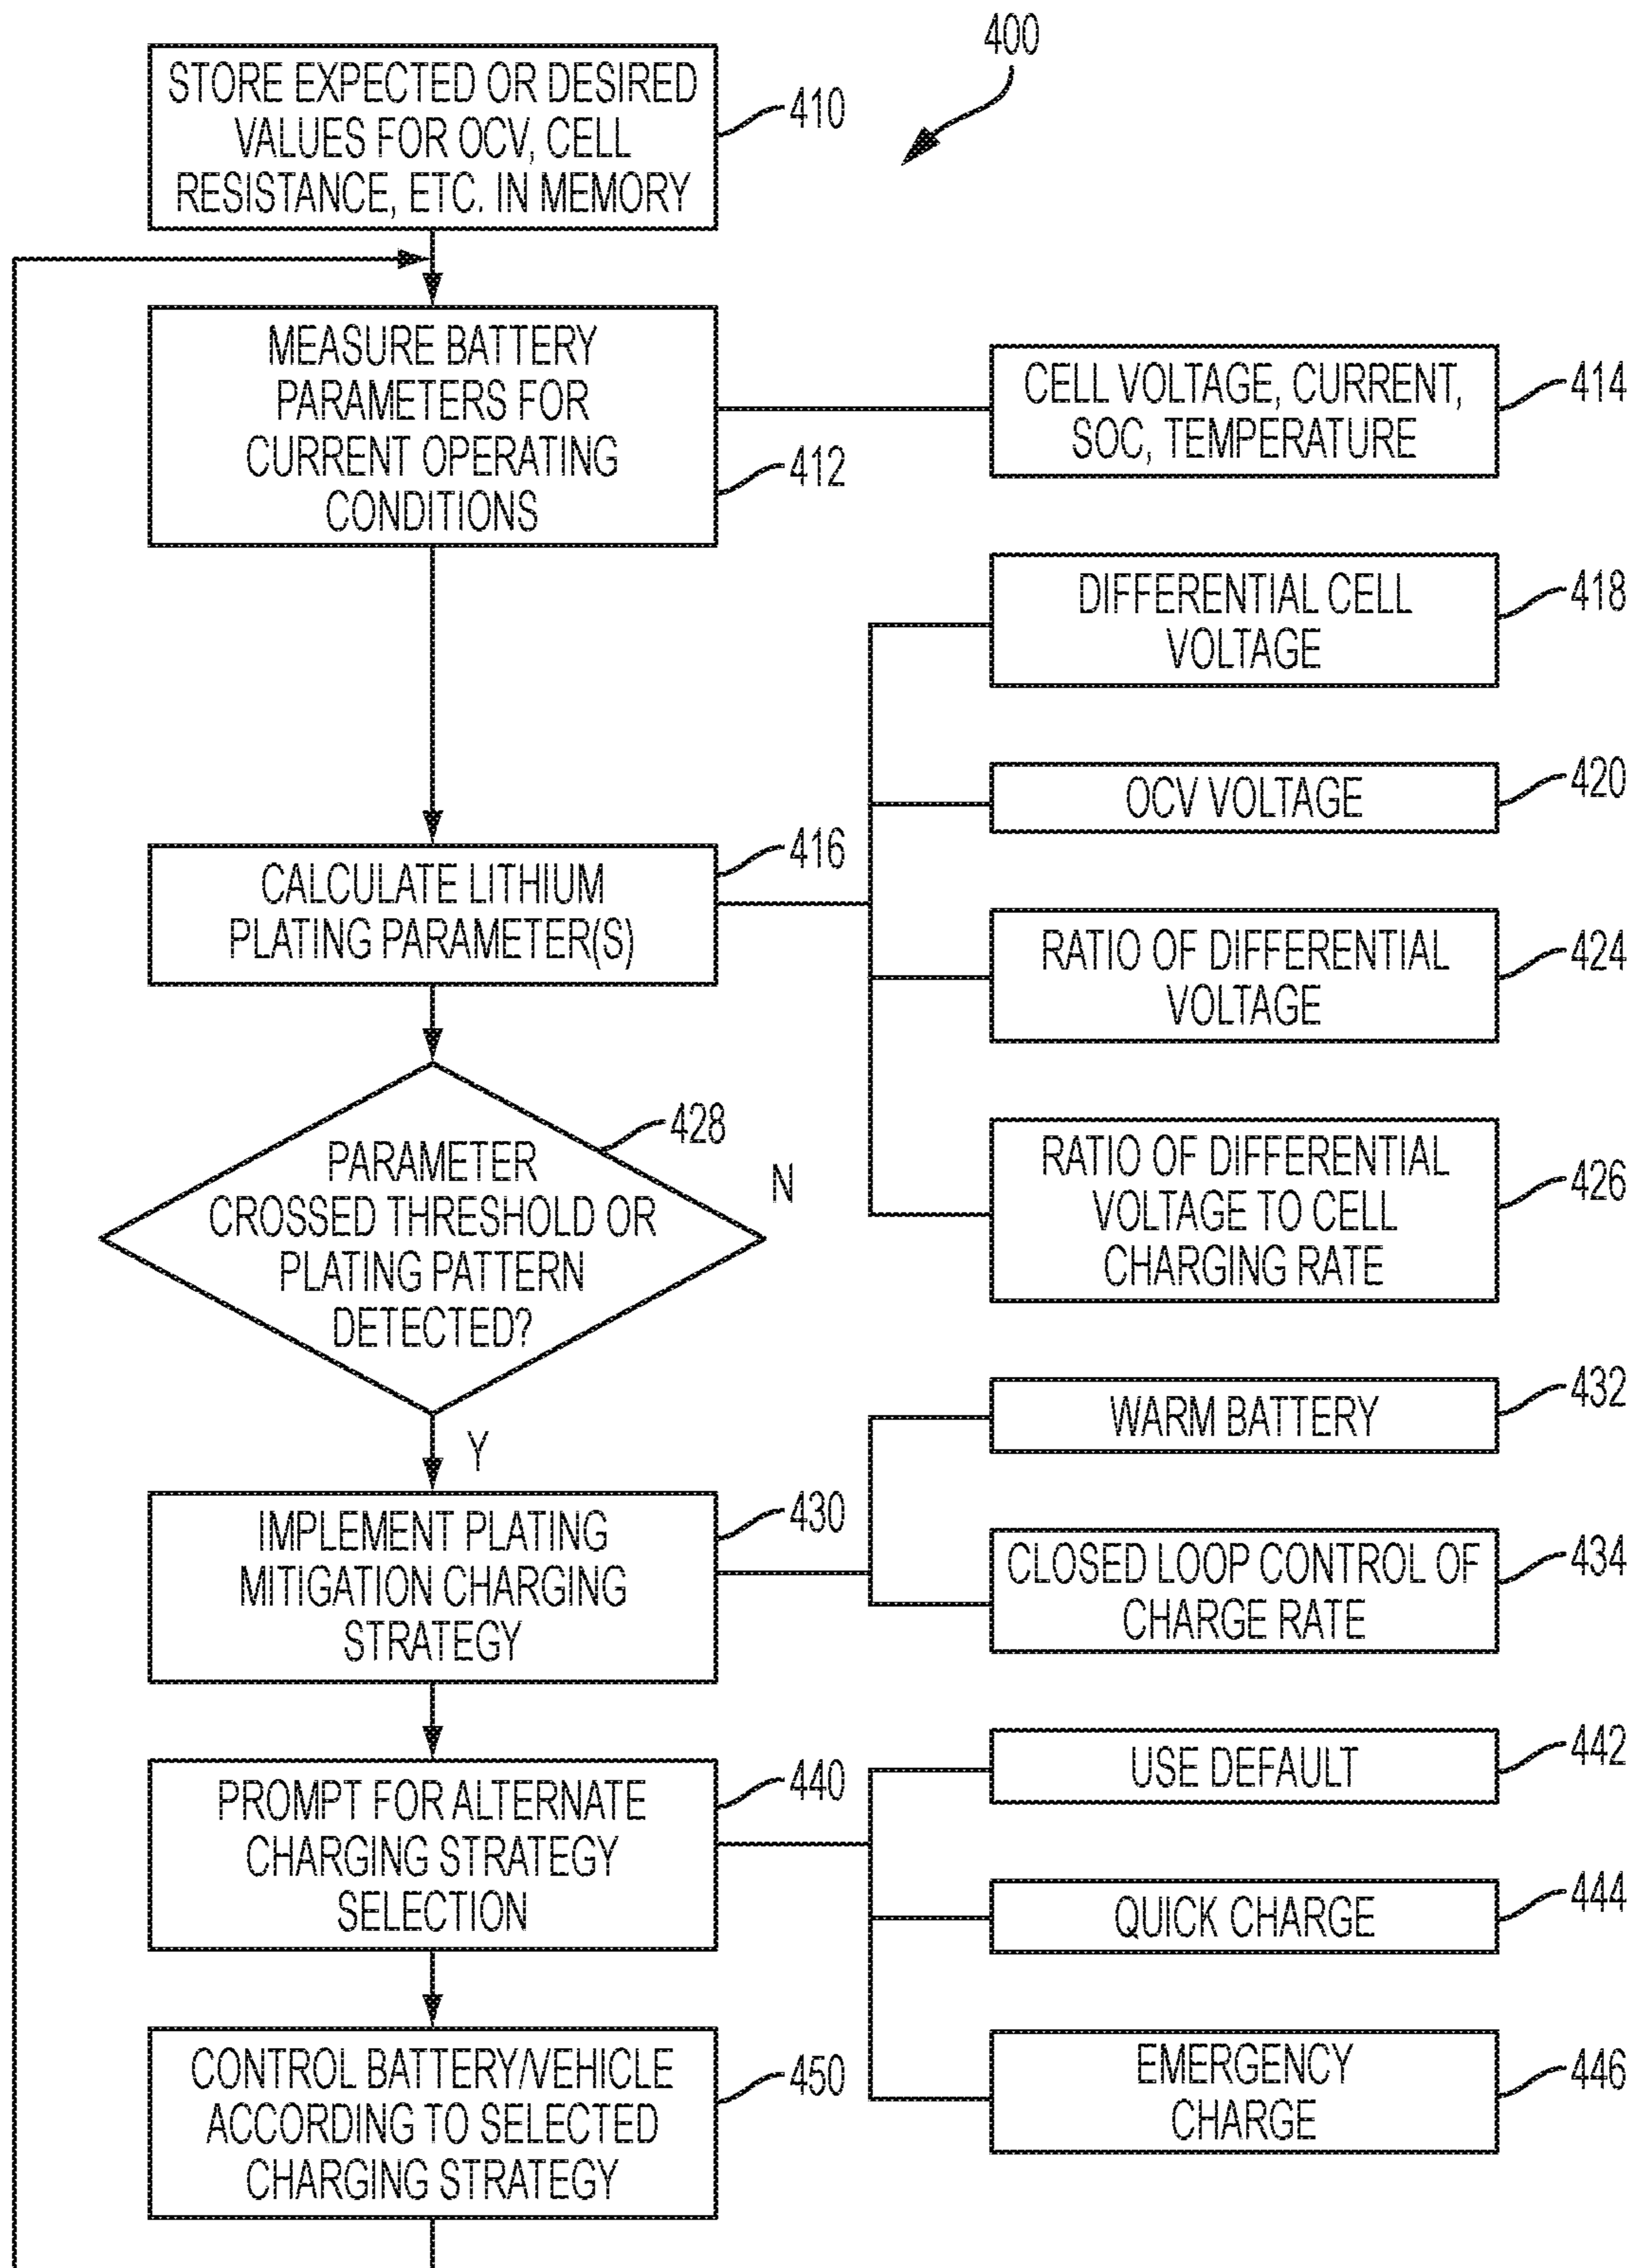 400
STORE EXPECTED OR DESIRED
VALUES FOR OCV, CELL
RESISTANCE, ETC. IN MEMORY
410
MEASURE BATTERY
PARAMETERS FOR
CURRENT OPERATING
CONDITIONS
412
CELL VOLTAGE, CURRENT,
SOC, TEMPERATURE
414
CALCULATE LITHIUM
PLATING PARAMETER(S)
416
DIFFERENTIAL CELL
VOLTAGE
418
OCV VOLTAGE
420
RATIO OF DIFFERENTIAL
VOLTAGE
424
RATIO OF DIFFERENTIAL
VOLTAGE TO CELL
CHARGING RATE
426
PARAMETER
CROSSED THRESHOLD OR
PLATING PATTERN
DETECTED?
428
N
Y
IMPLEMENT PLATING
MITIGATION CHARGING
STRATEGY
430
WARM BATTERY
432
CLOSED LOOP CONTROL OF
CHARGE RATE
434
PROMPT FOR ALTERNATE
CHARGING STRATEGY
SELECTION
440
USE DEFAULT
442
QUICK CHARGE
444
EMERGENCY
CHARGE
446
CONTROL BATTERY/VEHICLE
ACCORDING TO SELECTED
CHARGING STRATEGY
450